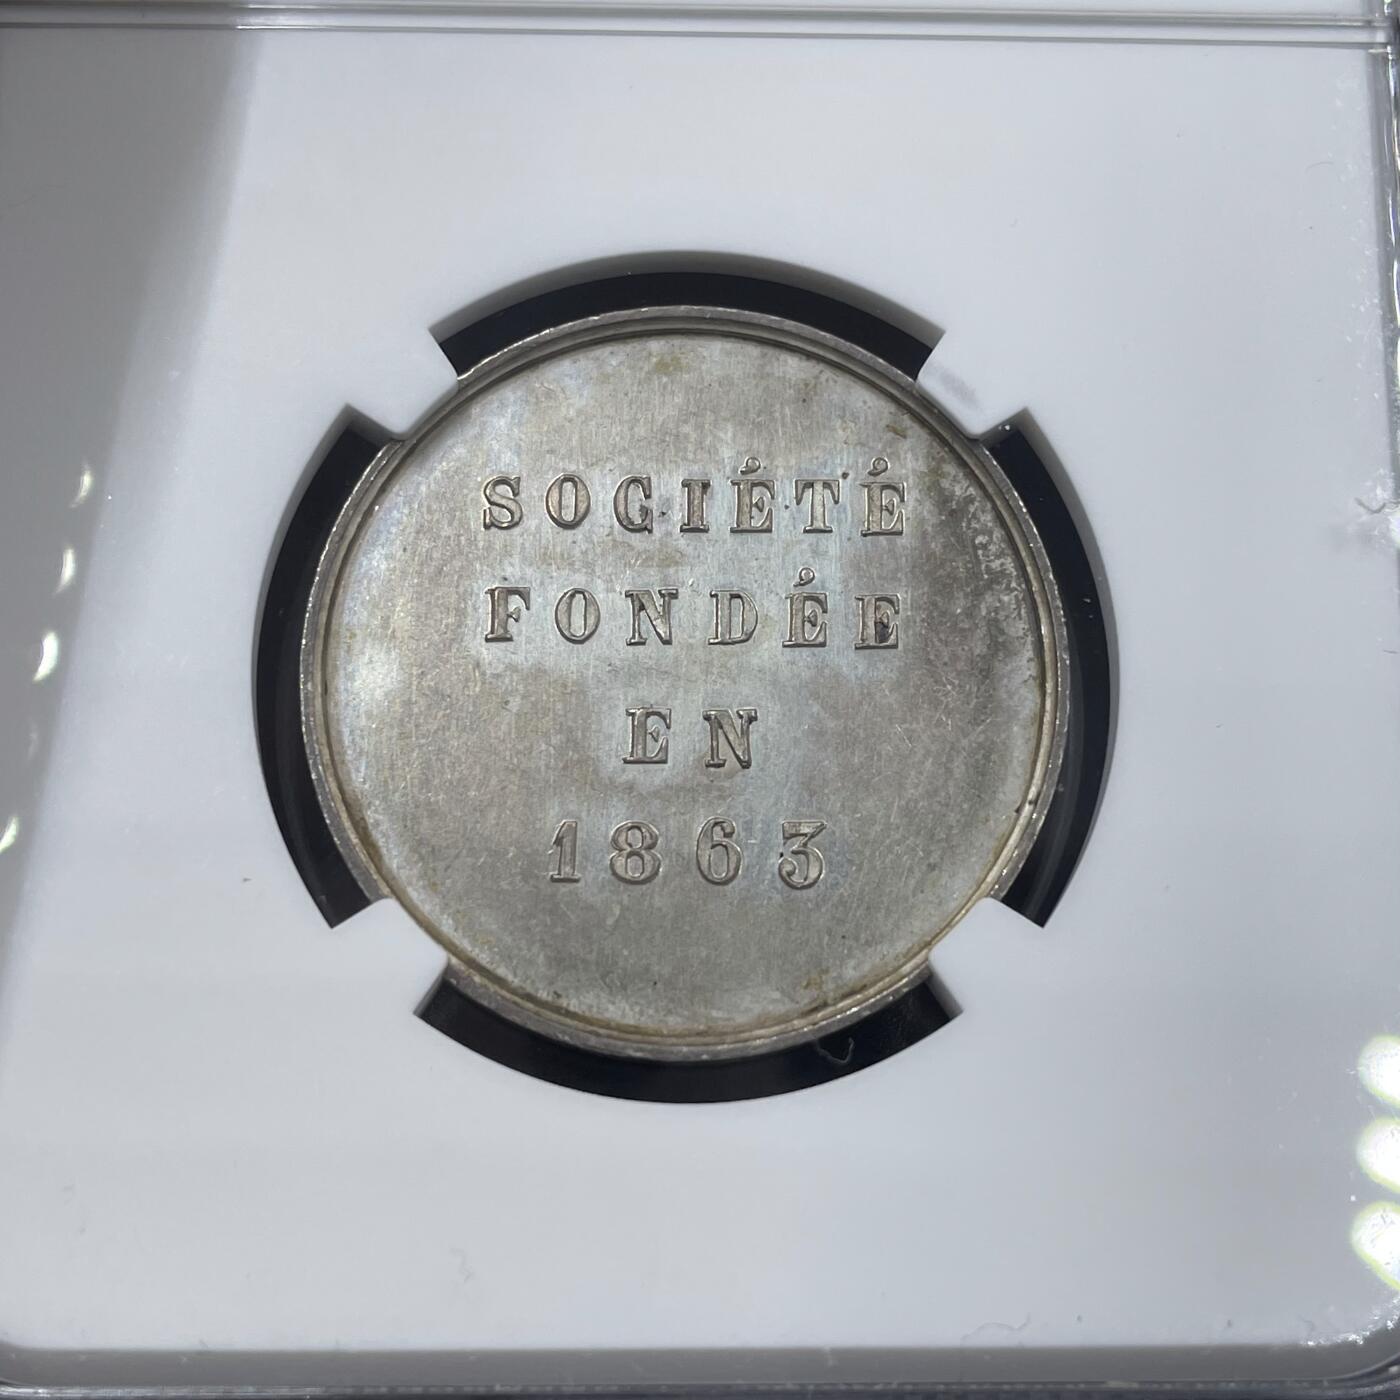 SOCIÉTÉ
FONDÉE
EN
1863